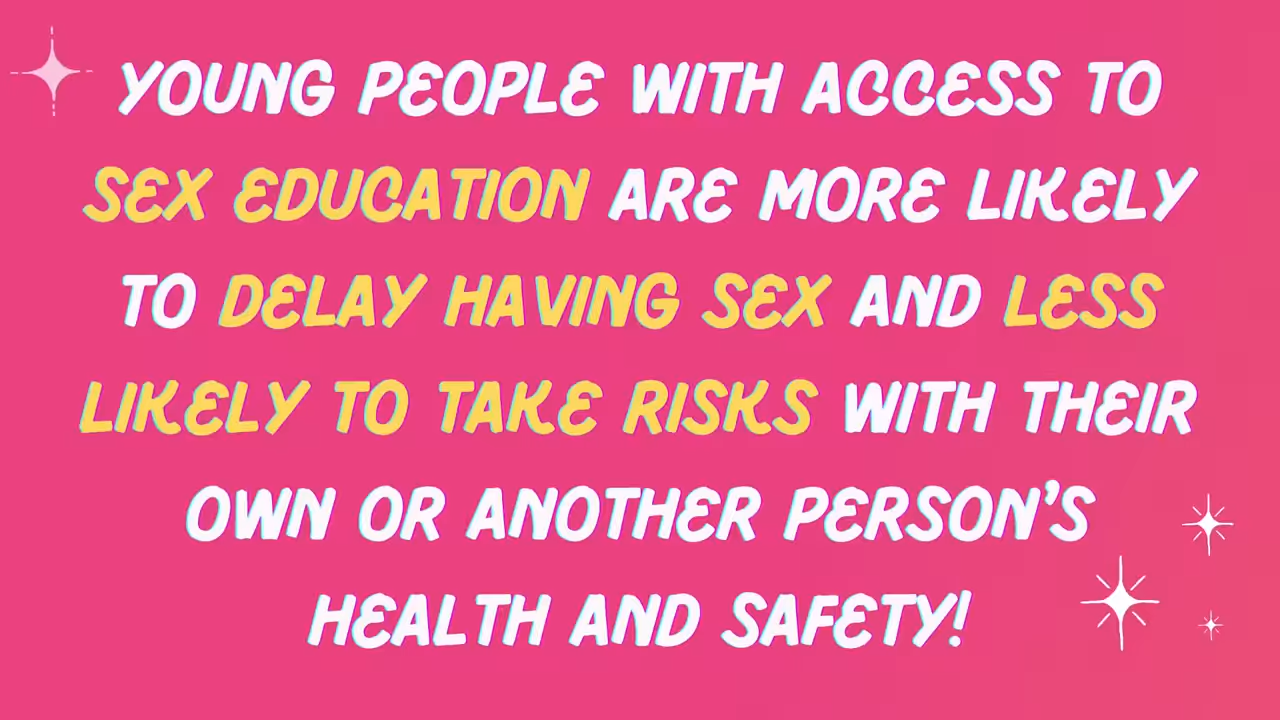 YOUNG PEOPLE WITH ACCESS TO
SEX EDUCATION ARE MORE LIKELY
TO DELAY HAVING SEX AND LESS
LIKELY TO TAKE RISKS WITH THEIR
OWN OR ANOTHER PERSON'S
HEALTH AND SAFETY!